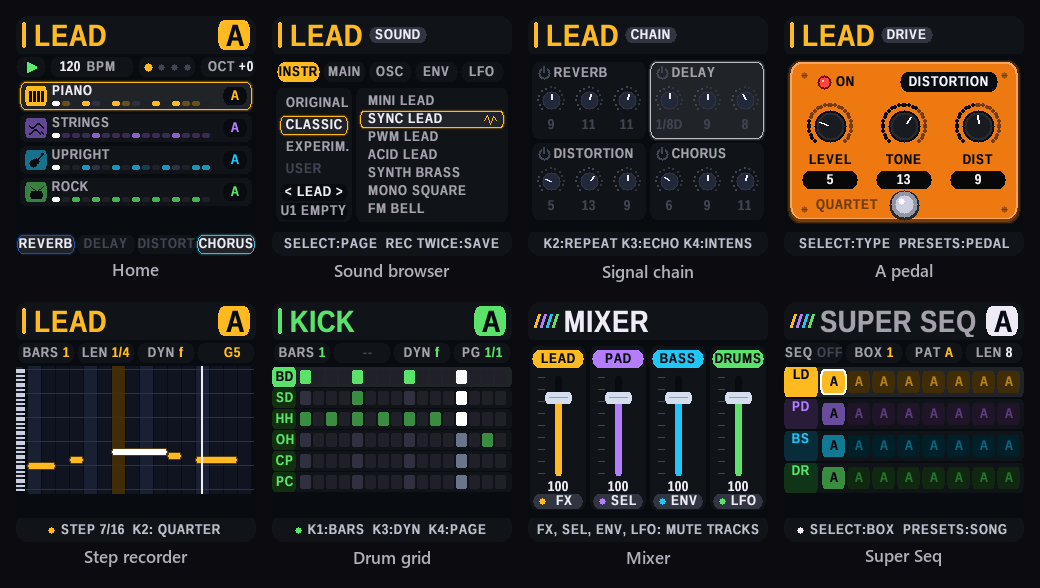 LEAD A
120 BPM OCT +0
PIANO A
STRINGS A
UPRIGHT A
ROCK A
REVERB DELAY DISTORT CHORUS
Home
LEAD SOUND
INSTR MAIN OSC ENV LFO
ORIGINAL
CLASSIC
EXPERIM.
USER
< LEAD >
U1 EMPTY
MINI LEAD
SYNC LEAD
PWM LEAD
ACID LEAD
SYNTH BRASS
MONO SQUARE
FM BELL
SELECT:PAGE REC TWICE:SAVE
Sound browser
LEAD CHAIN
REVERB
9 11 11
DELAY
1/8D 9 8
DISTORTION
5 13 9
CHORUS
6 9 11
K2:REPEAT K3:ECHO K4:INTENS
Signal chain
LEAD DRIVE
ON DISTORTION
LEVEL TONE DIST
5 13 9
QUARTET
SELECT:TYPE PRESETS:PEDAL
A pedal
LEAD A
BARS 1 LEN 1/4 DYN f G5
STEP 7/16 K2: QUARTER
Step recorder
KICK A
BARS 1 -- DYN f PG 1/1
BD
SD
HH
OH
CP
PC
K1:BARS K3:DYN K4:PAGE
Drum grid
MIXER
LEAD PAD BASS DRUMS
100 100 100 100
FX SEL ENV LFO
FX, SEL, ENV, LFO: MUTE TRACKS
Mixer
SUPER SEQ A
SEQ OFF BOX 1 PAT A LEN 8
LD A A A A A A A A
PD A A A A A A A A
BS A A A A A A A A
DR A A A A A A A A
SELECT:BOX PRESETS:SONG
Super Seq